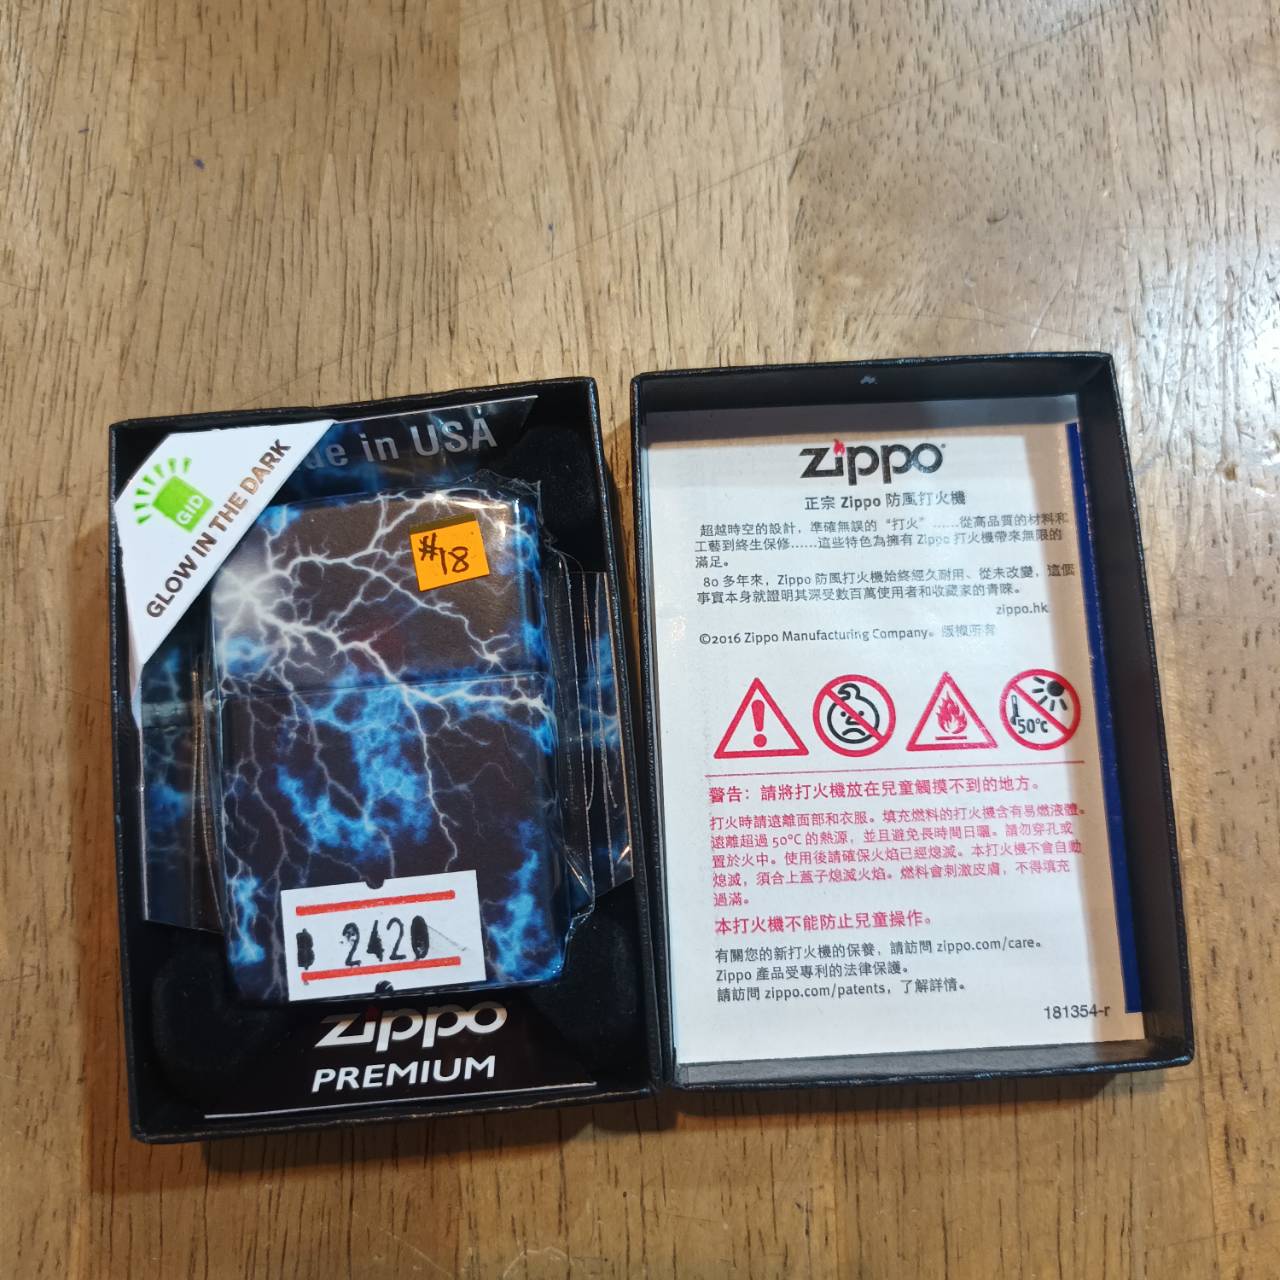 GID
GLOW IN THE DARK
de in USA
#18
฿ 2420
zippo
PREMIUM
zippo
正宗 Zippo 防風打火機
超越時空的設計，準確無誤的“打火”……從高品質的材料和
工藝到終生保修……這些特色為擁有 Zippo 打火機帶來無限的
滿足。
80 多年來，Zippo 防風打火機始終經久耐用、從未改變，這個
事實本身就證明其深受數百萬使用者和收藏家的青睞。
zippo.hk
©2016 Zippo Manufacturing Company。版權所有
50°C
警告：請將打火機放在兒童觸摸不到的地方。
打火時請遠離面部和衣服。填充燃料的打火機含有易燃液體。
遠離超過 50°C 的熱源，並且避免長時間日曬。請勿穿孔或
置於火中。使用後請確保火焰已經熄滅。本打火機不會自動
熄滅，須合上蓋子熄滅火焰。燃料會刺激皮膚，不得填充
過滿。
本打火機不能防止兒童操作。
有關您的新打火機的保養，請訪問 zippo.com/care。
Zippo 產品受專利的法律保護。
請訪問 zippo.com/patents，了解詳情。
181354-r